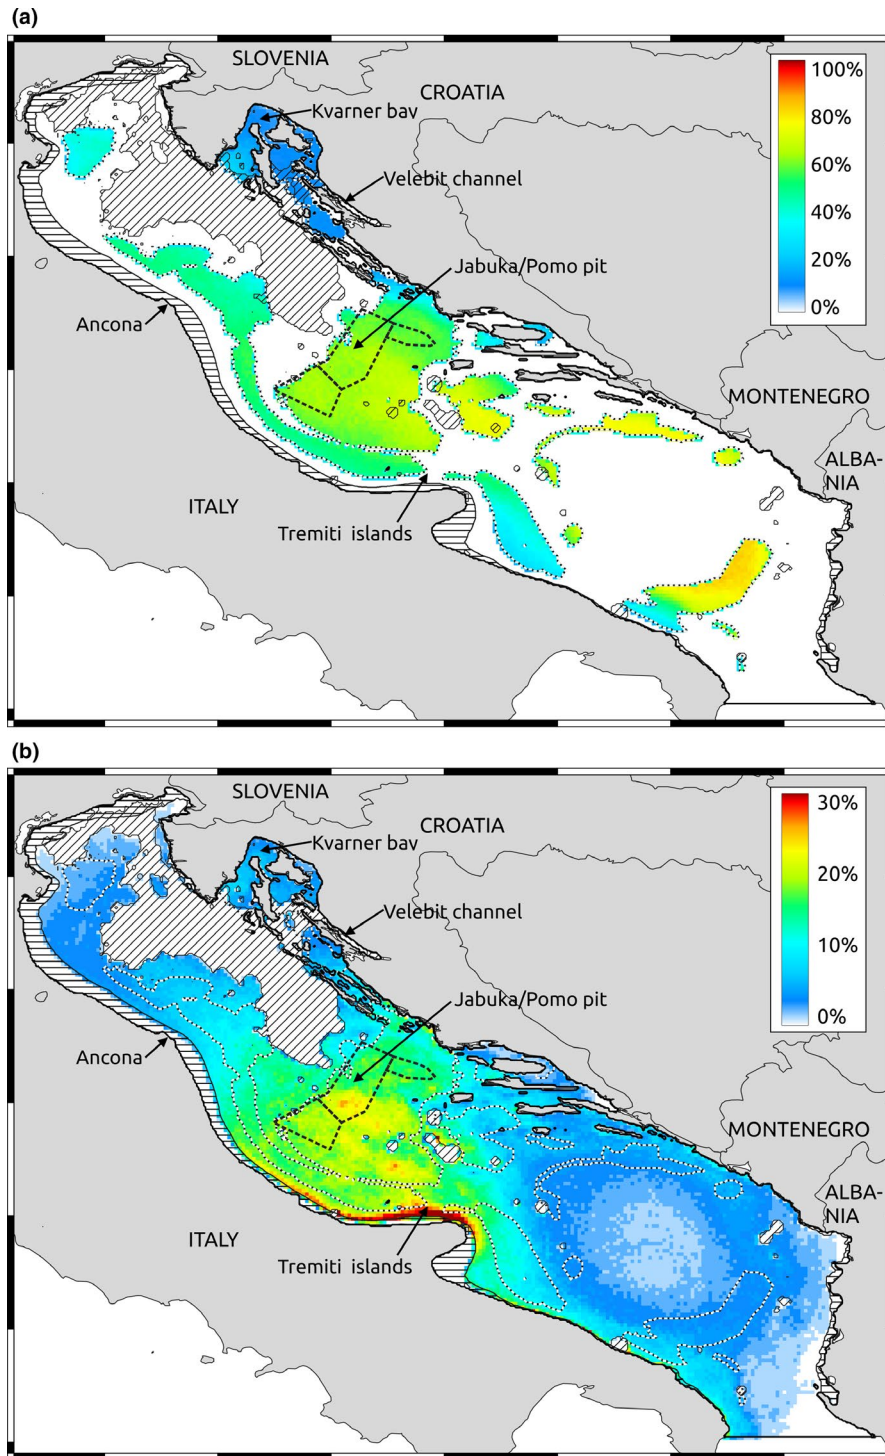 (a)
SLOVENIA
CROATIA
Kvarner bav
Velebit channel
Jabuka/Pomo pit
Ancona
MONTENEGRO
ALBA-
NIA
ITALY
Tremiti islands
100%
80%
60%
40%
20%
0%
(b)
SLOVENIA
CROATIA
Kvarner bav
Velebit channel
Jabuka/Pomo pit
Ancona
MONTENEGRO
ALBA-
NIA
ITALY
Tremiti islands
30%
20%
10%
0%